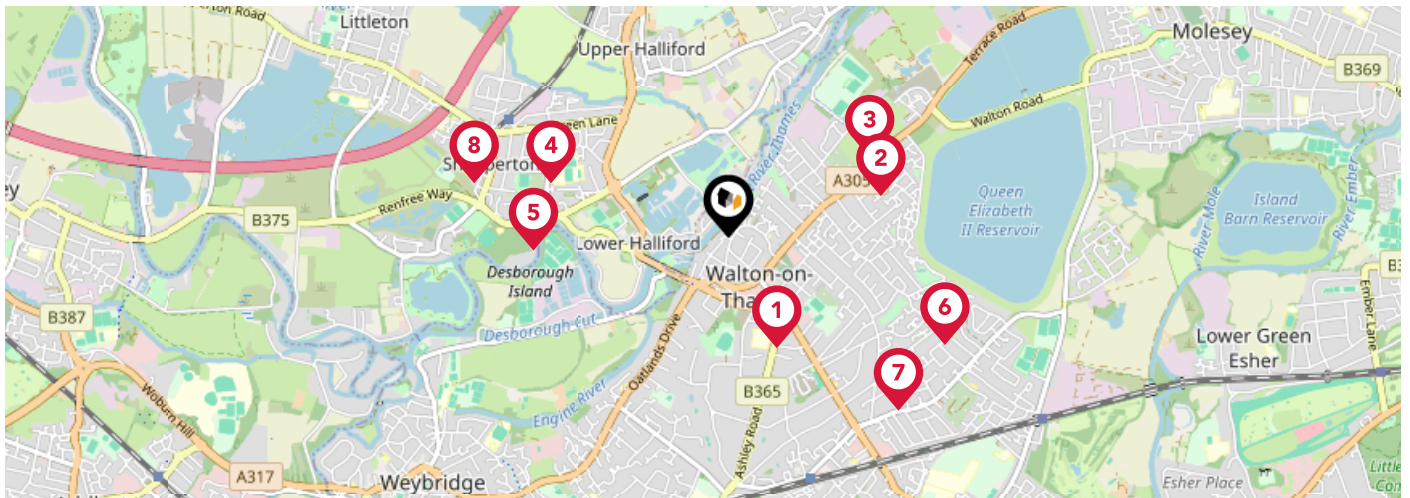 Littleton
Upper Halliford
Molesey
B369
Terrace Road
Walton Road
River Thames
3
8
4
2
A305
Renfree Way
B375
5
Queen
Elizabeth
II Reservoir
River Mole
Island
Barn Reservoir
River Ember
Lower Halliford
Desborough
Island
Walton-on-
1
6
B387
Desborough Cut
Oatlands Drive
Ember Lane
Lower Green
Esher
7
B365
Engine River
Woburn Hill
Ashley Road
A317
Weybridge
Esher Place